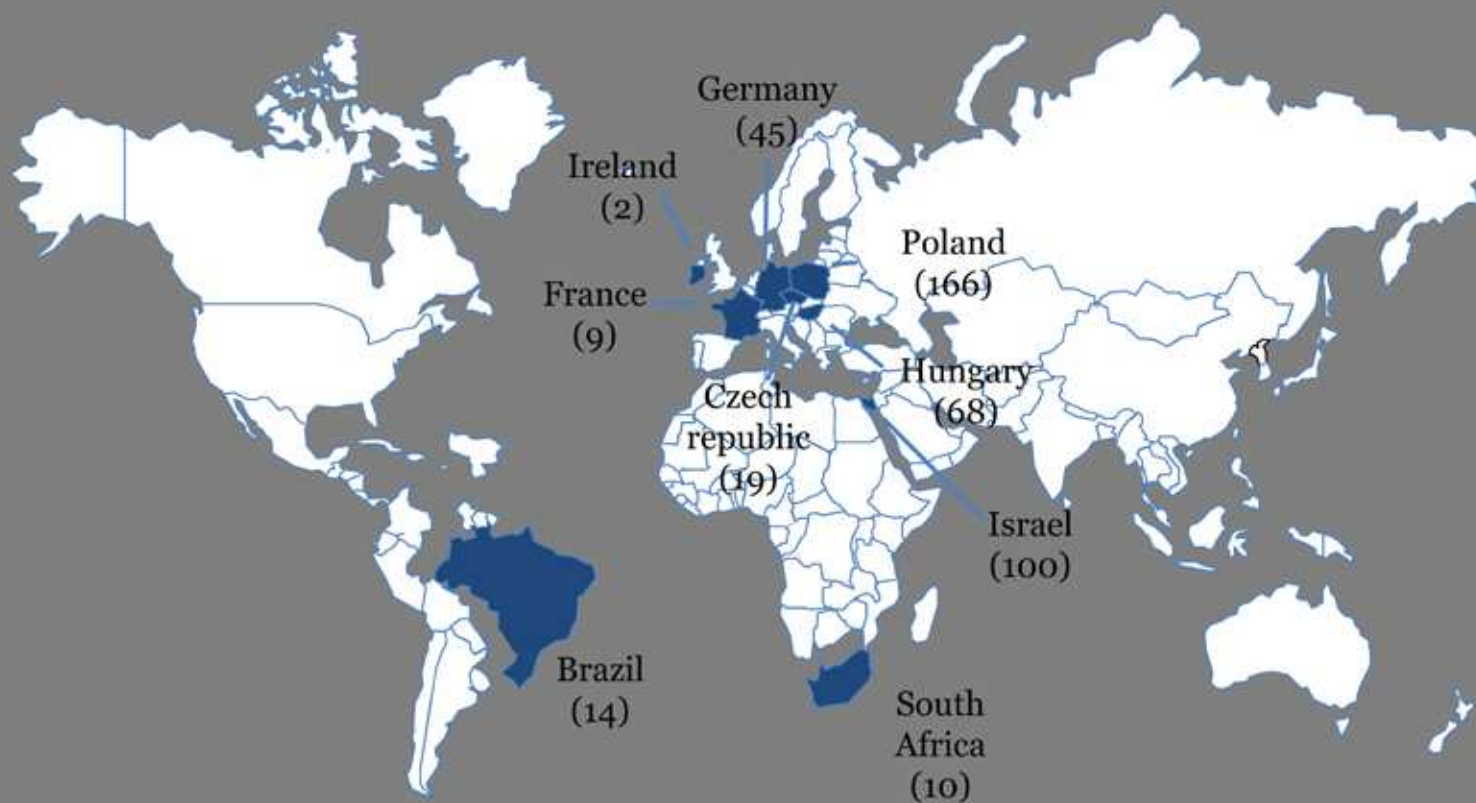 Germany
(45)
Ireland
(2)
Poland
(166)
France
(9)
Hungary
(68)
Czech
republic
(19)
Israel
(100)
Brazil
(14)
South
Africa
(10)